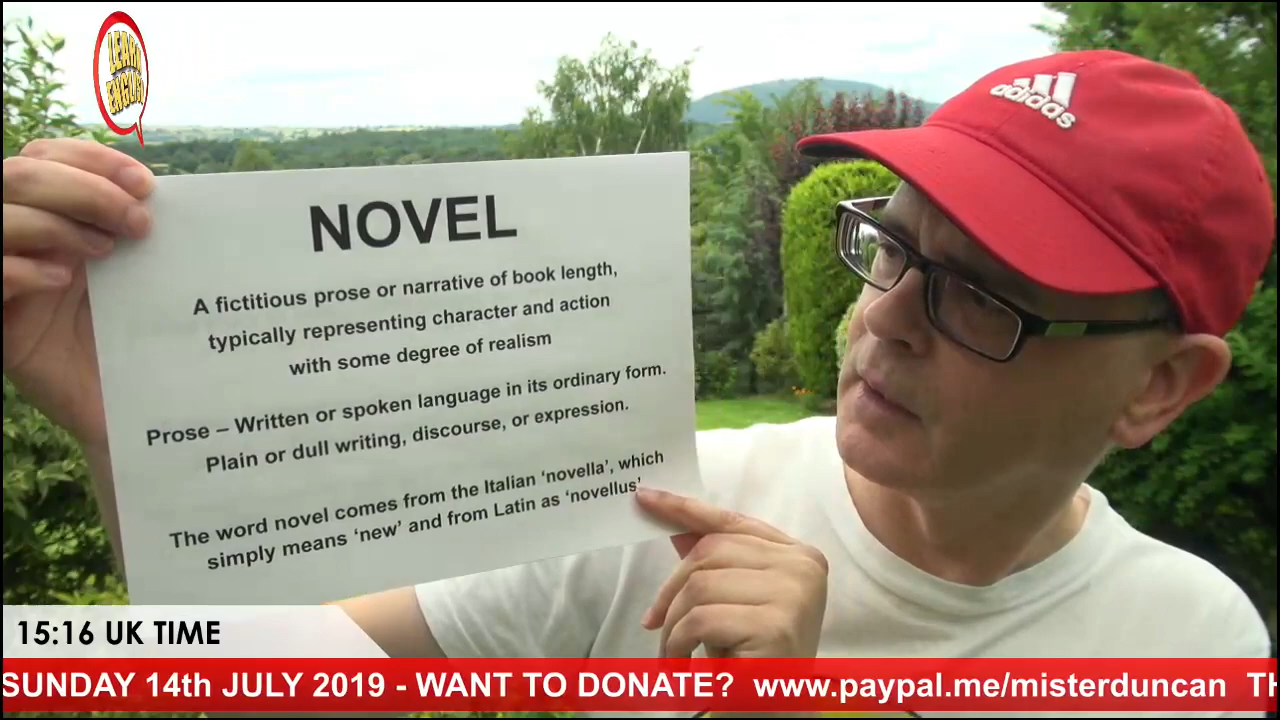 LEARN
ENGLISH
adidas
NOVEL
A fictitious prose or narrative of book length,
typically representing character and action
with some degree of realism
Prose – Written or spoken language in its ordinary form.
Plain or dull writing, discourse, or expression.
The word novel comes from the Italian ‘novella’, which
simply means ‘new’ and from Latin as ‘novellus’
15:16 UK TIME
SUNDAY 14th JULY 2019 - WANT TO DONATE? www.paypal.me/misterduncan TH